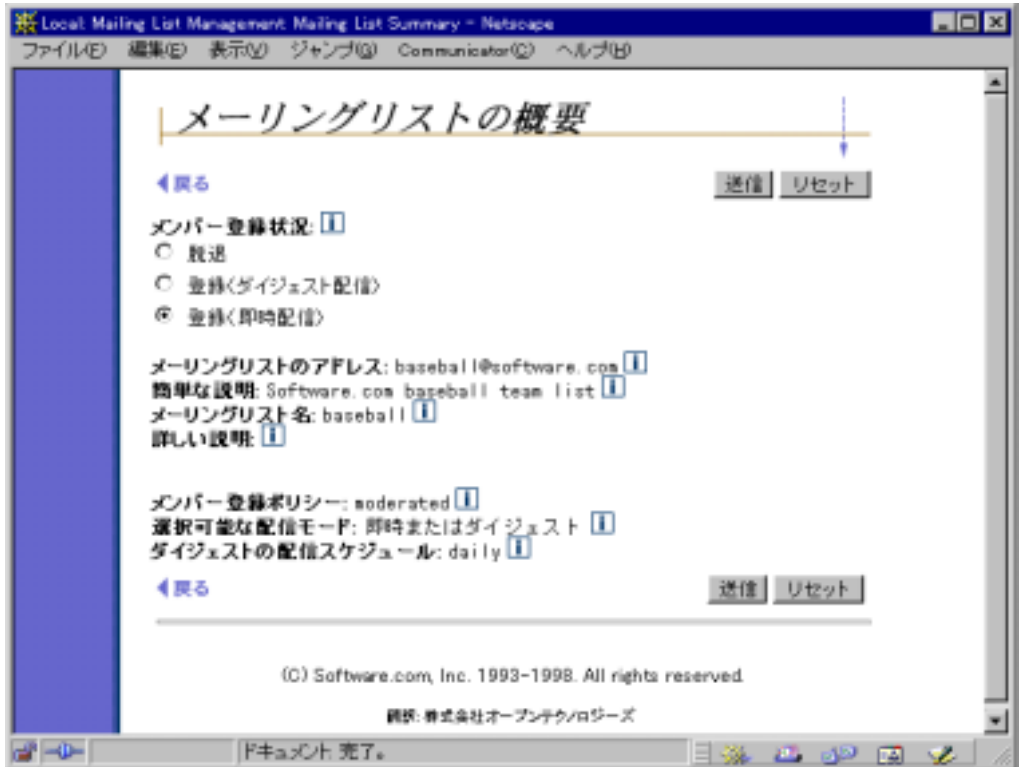 Local: Mailing List Management: Mailing List Summary - Netscape
ファイル(F) 編集(E) 表示(V) ジャンプ(G) Communicator(C) ヘルプ(H)
メーリングリストの概要
戻る 送信 リセット
メンバー登録状況:
脱退
登録(ダイジェスト配信)
登録(即時配信)
メーリングリストのアドレス: baseball@software.com
簡単な説明: Software.com baseball team list
メーリングリスト名: baseball
詳しい説明:
メンバー登録ポリシー: moderated
選択可能な配信モード: 即時またはダイジェスト
ダイジェストの配信スケジュール: daily
戻る 送信 リセット
(C) Software.com, Inc. 1993-1998. All rights reserved.
翻訳: 株式会社オープンテクノロジーズ
ドキュメント: 完了。